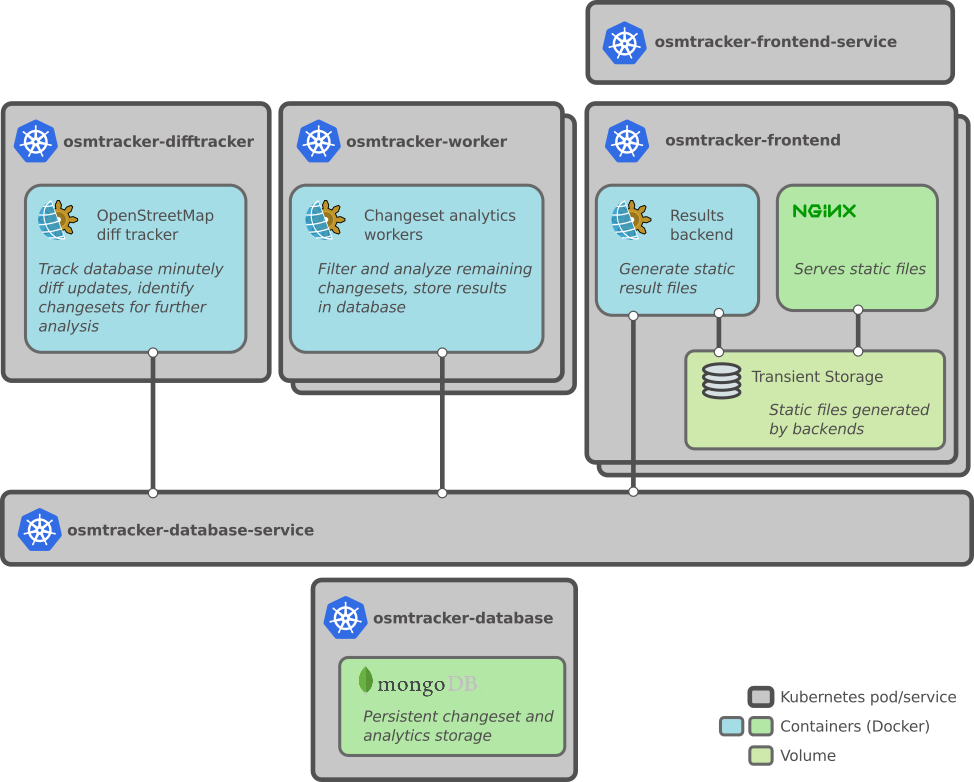 osmtracker-frontend-service
osmtracker-difftracker
OpenStreetMap
diff tracker
Track database minutely
diff updates, identify
changesets for further
analysis
osmtracker-worker
Changeset analytics
workers
Filter and analyze remaining
changesets, store results
in database
osmtracker-frontend
Results
backend
Generate static
result files
NGiNX
Serves static files
Transient Storage
Static files generated
by backends
osmtracker-database-service
osmtracker-database
mongoDB
Persistent changeset and
analytics storage
Kubernetes pod/service
Containers (Docker)
Volume